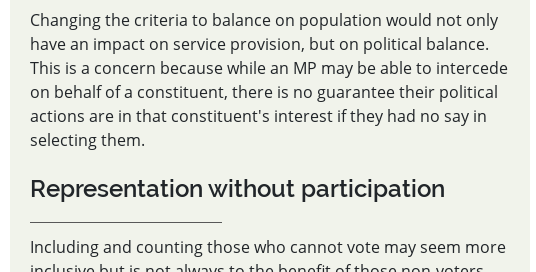 Changing the criteria to balance on population would not only
have an impact on service provision, but on political balance.
This is a concern because while an MP may be able to intercede
on behalf of a constituent, there is no guarantee their political
actions are in that constituent's interest if they had no say in
selecting them.
Representation without participation
Including and counting those who cannot vote may seem more
inclusive but is not always to the benefit of those non-voters